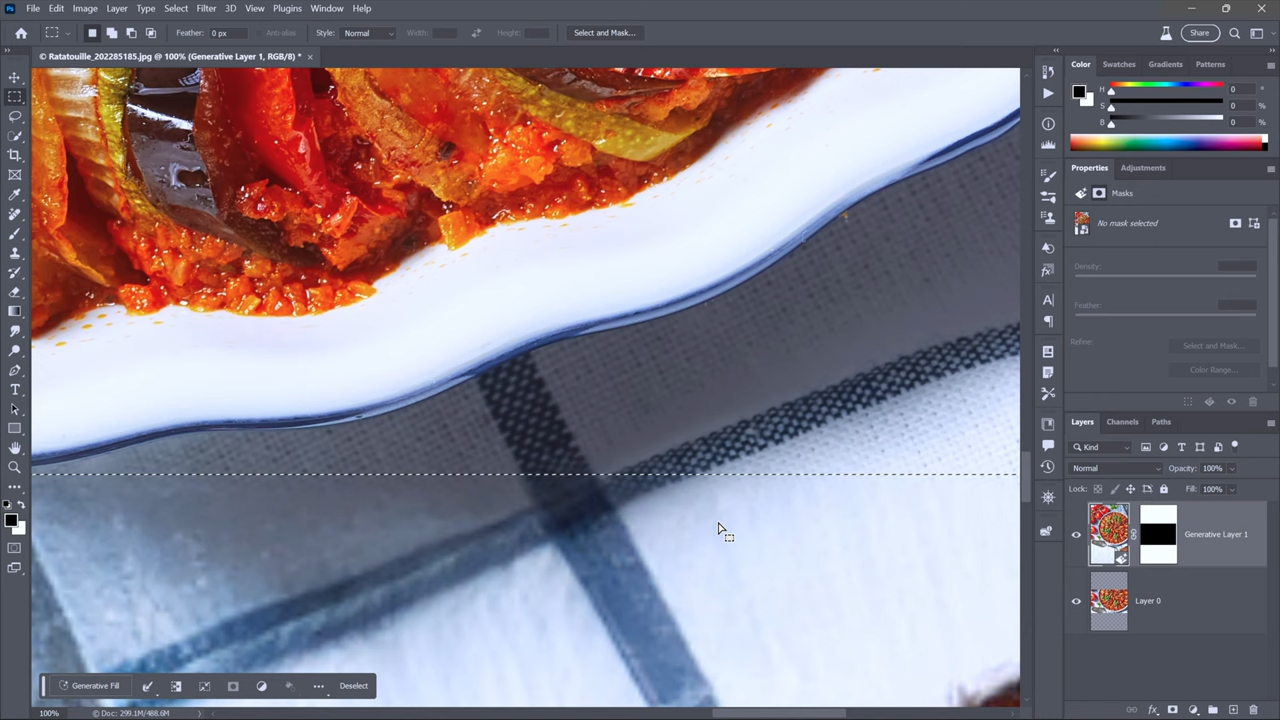 Ps File Edit Image Layer Type Select Filter 3D View Plugins Window Help
Feather: 0 px Anti-alias Style: Normal Width: Height: Select and Mask... Share
© Ratatouille_202285185.jpg @ 100% (Generative Layer 1, RGB/8) * ×
Color Swatches Gradients Patterns
H 0 °
S 0 %
B 0 %
Properties Adjustments
Masks
No mask selected
Density:
Feather:
Refine: Select and Mask...
Color Range...
Layers Channels Paths
Kind
Normal Opacity: 100%
Lock: Fill: 100%
Generative Layer 1
Layer 0
Generative Fill Deselect
100% Doc: 299.1M/488.6M